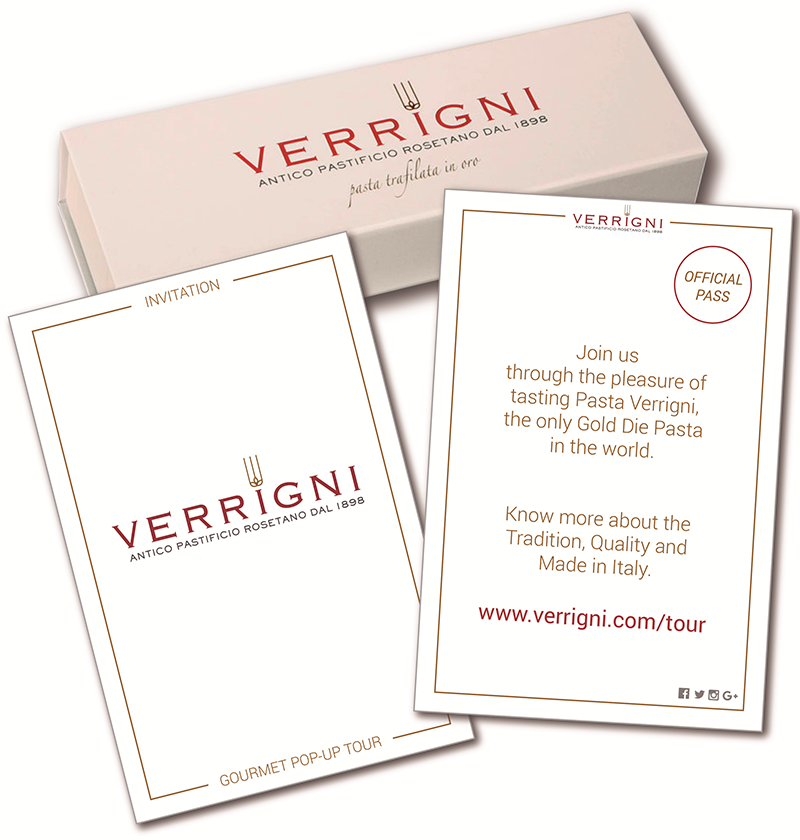 VERRIGNI
ANTICO PASTIFICIO ROSETANO DAL 1898
pasta trafilata in oro
INVITATION
VERRIGNI
ANTICO PASTIFICIO ROSETANO DAL 1898
GOURMET POP-UP TOUR
VERRIGNI
ANTICO PASTIFICIO ROSETANO DAL 1898
OFFICIAL
PASS
Join us
through the pleasure of
tasting Pasta Verrigni,
the only Gold Die Pasta
in the world.
Know more about the
Tradition, Quality and
Made in Italy.
www.verrigni.com/tour